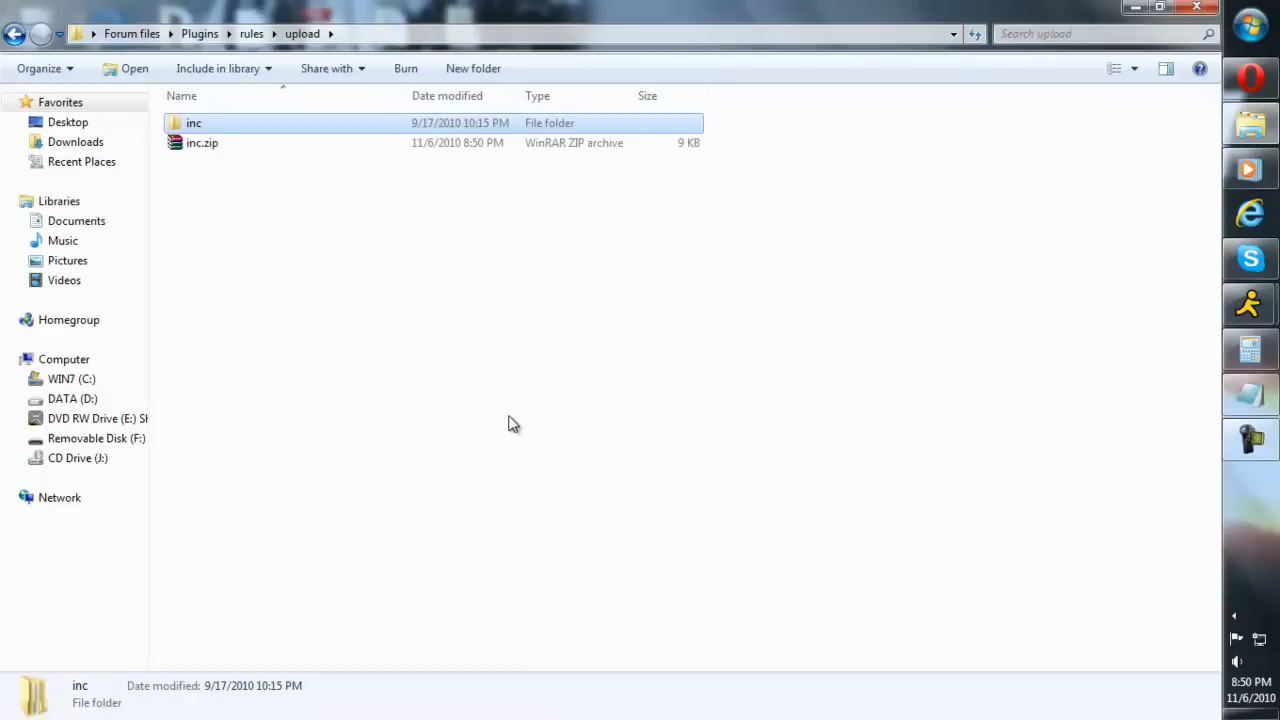 Forum files Plugins rules upload
Search upload
Organize Open Include in library Share with Burn New folder
Name Date modified Type Size
inc 9/17/2010 10:15 PM File folder
inc.zip 11/6/2010 8:50 PM WinRAR ZIP archive 9 KB
Favorites
Desktop
Downloads
Recent Places
Libraries
Documents
Music
Pictures
Videos
Homegroup
Computer
WIN7 (C:)
DATA (D:)
DVD RW Drive (E:) SH
Removable Disk (F:)
CD Drive (J:)
Network
inc Date modified: 9/17/2010 10:15 PM
File folder
8:50 PM
11/6/2010